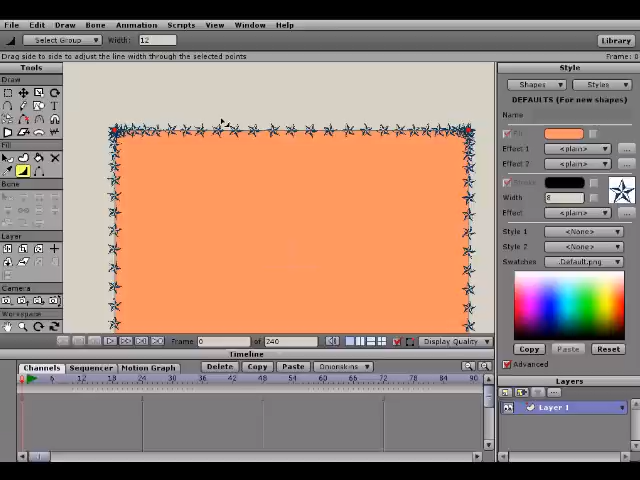 File Edit Draw Bone Animation Scripts View Window Help
Select Group Width: 12 Library
Drag side to side to adjust the line width through the selected points Frame: 0
Tools
Draw
Fill
Bone
Layer
Camera
Workspace
Style
Shapes Styles
DEFAULTS (For new shapes)
Name
Fill
Effect 1 <plain> ...
Effect 2 <plain> ...
Stroke
Width 8
Effect <plain> ...
Style 1 <None>
Style 2 <None>
Swatches .Default.png
Copy Paste Reset
Advanced
Layers
Layer 1
Frame 0 of 240 Display Quality
Timeline
Channels Sequencer Motion Graph Delete Copy Paste Onionskins
0 6 12 18 24 30 36 42 48 54 60 66 72 78 84 90